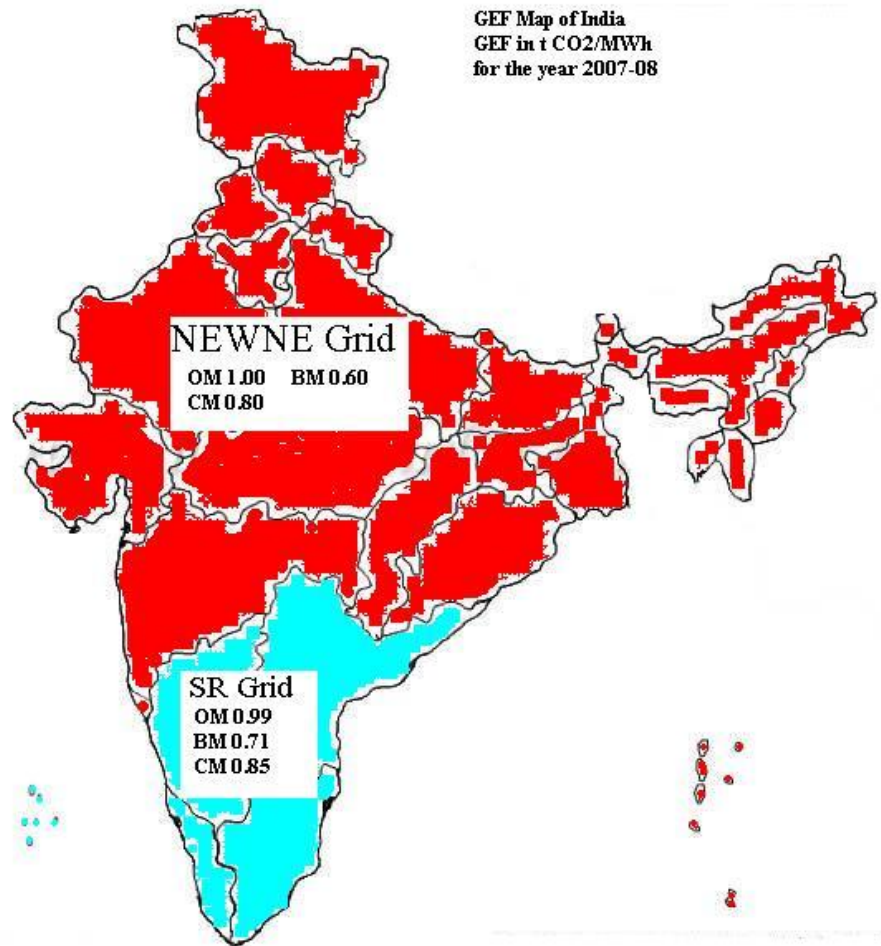 GEF Map of India
GEF in t CO2/MWh
for the year 2007-08
NEWNE Grid
OM 1.00 BM 0.60
CM 0.80
SR Grid
OM 0.99
BM 0.71
CM 0.85